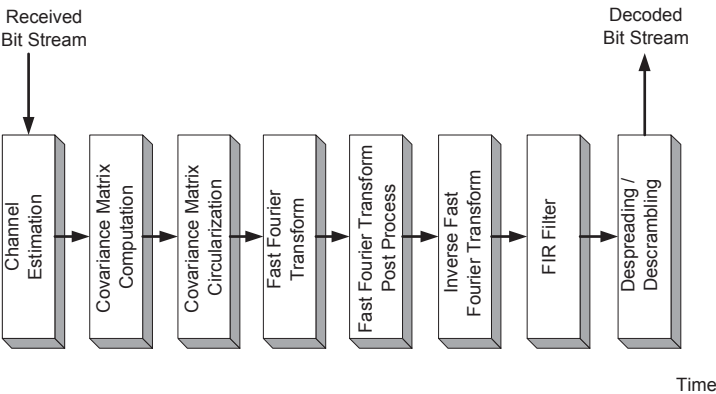 Received
Bit Stream
Decoded
Bit Stream
Channel
Estimation
Covariance Matrix
Computation
Covariance Matrix
Circularization
Fast Fourier
Transform
Fast Fourier Transform
Post Process
Inverse Fast
Fourier Transform
FIR Filter
Despreading /
Descrambling
Time